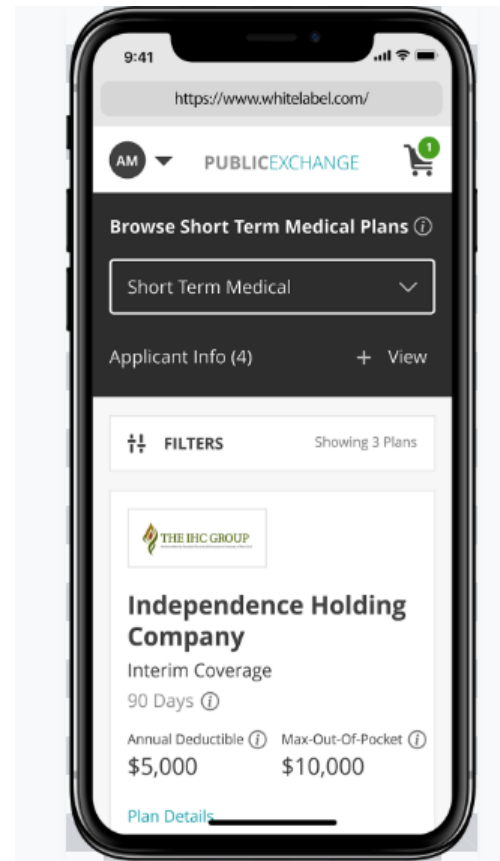 9:41
https://www.whitelabel.com/
AM
PUBLICEXCHANGE
1
Browse Short Term Medical Plans i
Short Term Medical
Applicant Info (4) + View
FILTERS Showing 3 Plans
THE IHC GROUP
Independence Holding
Company
Interim Coverage
90 Days i
Annual Deductible i Max-Out-Of-Pocket i
$5,000 $10,000
Plan Details